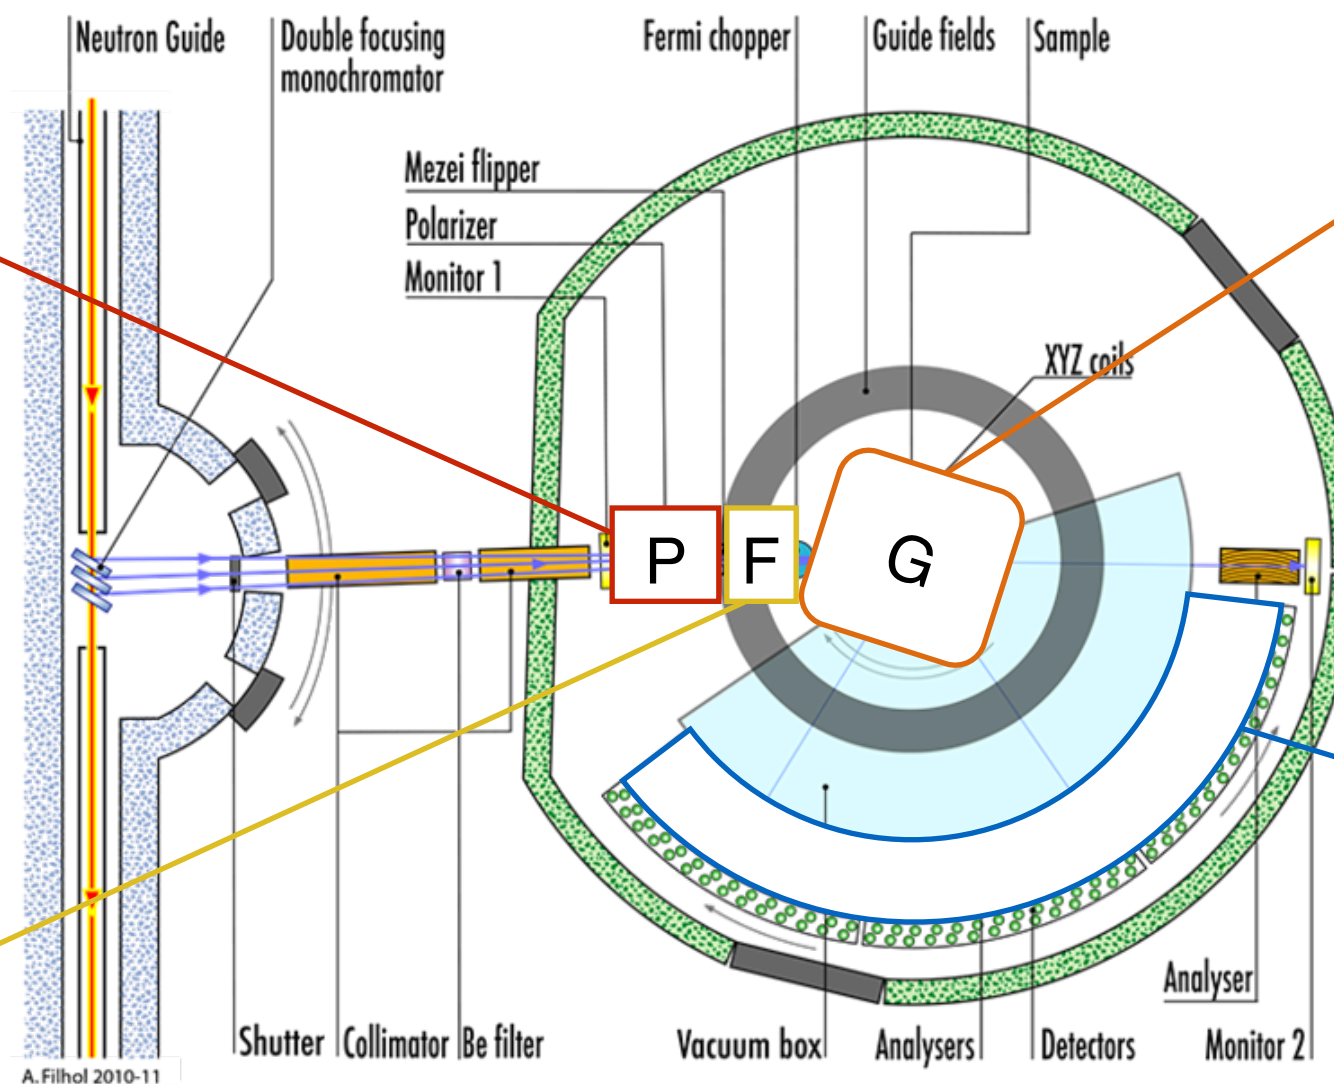 Neutron Guide
Double focusing
monochromator
Fermi chopper
Guide fields
Sample
Mezei flipper
Polarizer
Monitor 1
XYZ coils
P
F
G
Analyser
Shutter
Collimator
Be filter
Vacuum box
Analysers
Detectors
Monitor 2
A.Filhol 2010-11